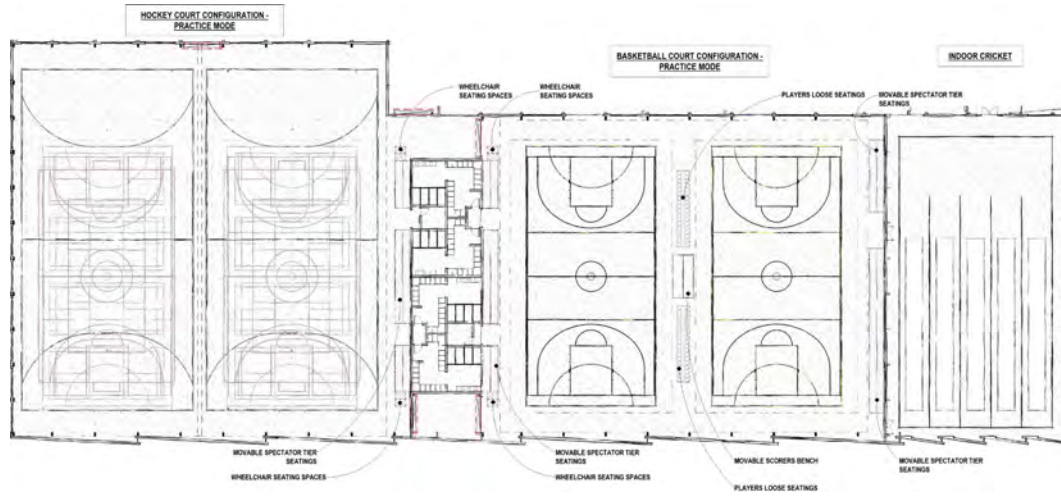 HOCKEY COURT CONFIGURATION -
PRACTICE MODE
BASKETBALL COURT CONFIGURATION -
PRACTICE MODE
INDOOR CRICKET
WHEELCHAIR
SEATING SPACES
WHEELCHAIR
SEATING SPACES
PLAYERS LOOSE SEATINGS
MOVABLE SPECTATOR TIER
SEATINGS
MOVABLE SPECTATOR TIER
SEATINGS
WHEELCHAIR SEATING SPACES
MOVABLE SPECTATOR TIER
SEATINGS
WHEELCHAIR SEATING SPACES
MOVABLE SCORERS BENCH
PLAYERS LOOSE SEATINGS
MOVABLE SPECTATOR TIER
SEATINGS